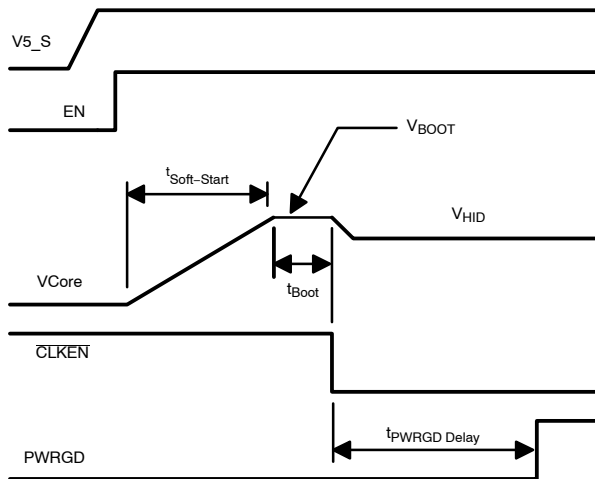 V5_S
EN
VBOOT
tSoft–Start
VHID
VCore
tBoot
CLKEN
tPWRGD Delay
PWRGD